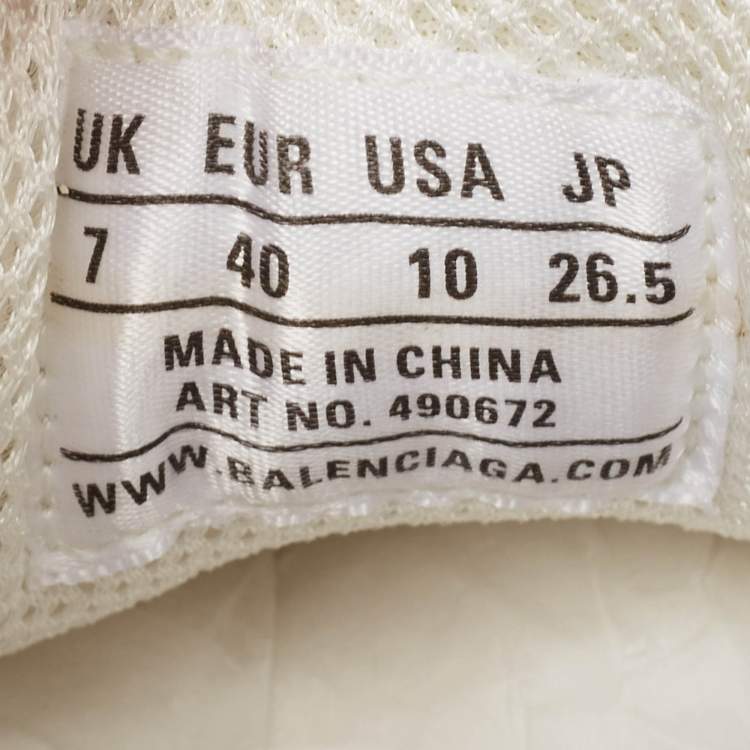 UK EUR USA JP
7 40 10 26.5
MADE IN CHINA
ART NO. 490672
WWW.BALENCIAGA.COM